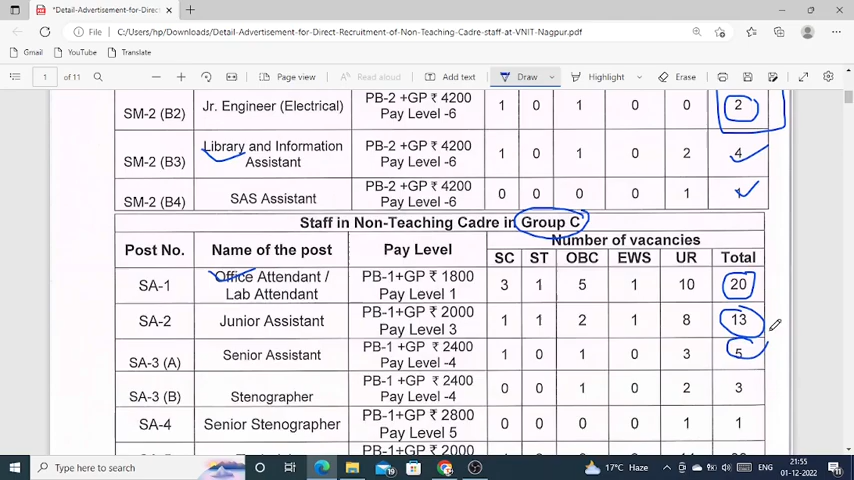 *Detail-Advertisement-for-Direct
File
C:/Users/hp/Downloads/Detail-Advertisement-for-Direct-Recruitment-of-Non-Teaching-Cadre-staff-at-VNIT-Nagpur.pdf
Gmail YouTube Translate
1 of 11 Page view Read aloud Add text Draw Highlight Erase
SM-2 (B2) Jr. Engineer (Electrical) PB-2 +GP ₹ 4200 Pay Level -6 1 0 1 0 0 2
SM-2 (B3) Library and Information Assistant PB-2 +GP ₹ 4200 Pay Level -6 1 0 1 0 2 4
SM-2 (B4) SAS Assistant PB-2 +GP ₹ 4200 Pay Level -6 0 0 0 0 1
Staff in Non-Teaching Cadre in Group C
Post No. Name of the post Pay Level Number of vacancies
SC ST OBC EWS UR Total
SA-1 Office Attendant / Lab Attendant PB-1+GP ₹ 1800 Pay Level 1 3 1 5 1 10 20
SA-2 Junior Assistant PB-1+GP ₹ 2000 Pay Level 3 1 1 2 1 8 13
SA-3 (A) Senior Assistant PB-1 +GP ₹ 2400 Pay Level -4 1 0 1 0 3 5
SA-3 (B) Stenographer PB-1 +GP ₹ 2400 Pay Level -4 0 0 1 0 2 3
SA-4 Senior Stenographer PB-1+GP ₹ 2800 Pay Level 5 0 0 0 0 1 1
PB-1+GP ₹ 2000
Type here to search
19
17°C Haze
ENG
21:55
01-12-2022
11